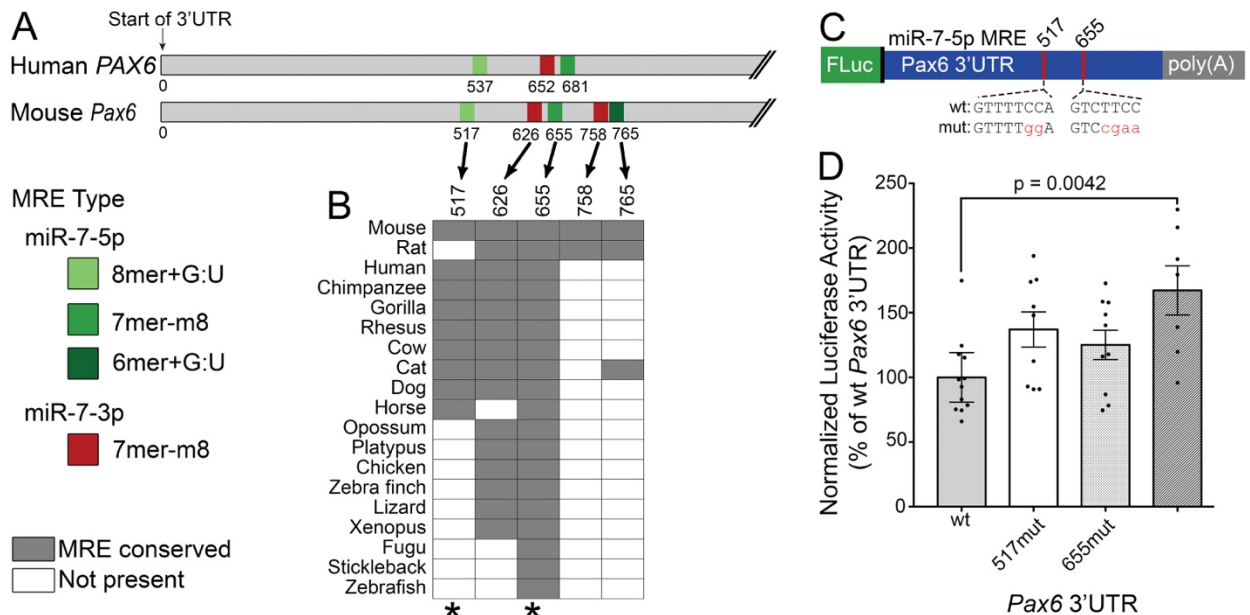 A
Start of 3'UTR
Human PAX6
0
537
652
681
Mouse Pax6
0
517
626
655
758
765
MRE Type
miR-7-5p
8mer+G:U
7mer-m8
6mer+G:U
miR-7-3p
7mer-m8
MRE conserved
Not present
B
517
626
655
758
765
Mouse
Rat
Human
Chimpanzee
Gorilla
Rhesus
Cow
Cat
Dog
Horse
Opossum
Platypus
Chicken
Zebra finch
Lizard
Xenopus
Fugu
Stickleback
Zebrafish
* *
C
miR-7-5p MRE
517
655
FLuc
Pax6 3'UTR
poly(A)
wt: GTTTTCCA GTCTTCC
mut: GTTTTggA GTCcgaa
D
p = 0.0042
Normalized Luciferase Activity
(% of wt Pax6 3'UTR)
250
200
150
100
50
0
wt
517mut
655mut
Pax6 3'UTR